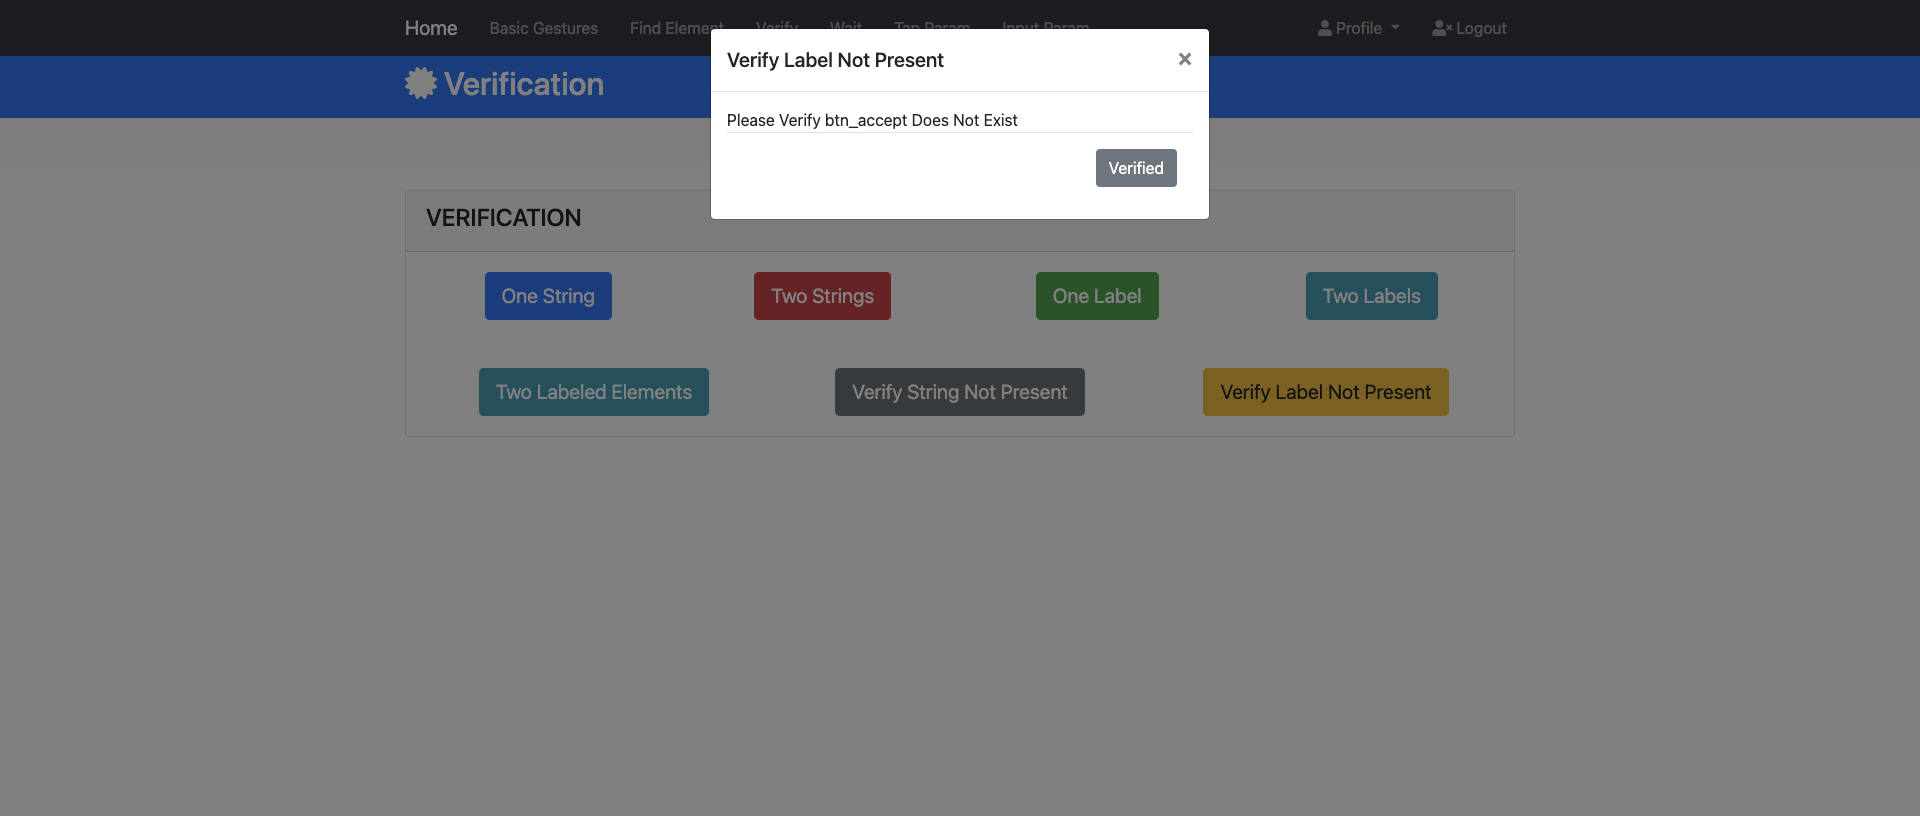 Home Basic Gestures Find Element Verify Wait Tap Param Input Param Profile Logout
Verification
Verify Label Not Present ×
Please Verify btn_accept Does Not Exist
Verified
VERIFICATION
One String Two Strings One Label Two Labels
Two Labeled Elements Verify String Not Present Verify Label Not Present